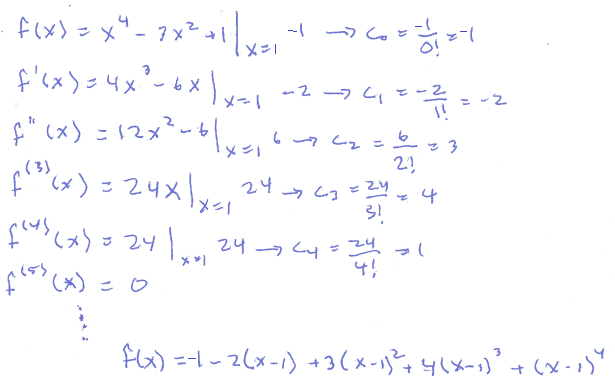 f(x) = x⁴ - 7x² + 1 |ₓ₌₁ -1 → c₀ = -1/0! = -1
f'(x) = 4x³ - 6x |ₓ₌₁ -2 → c₁ = -2/1! = -2
f''(x) = 12x² - 6 |ₓ₌₁ 6 → c₂ = 6/2! = 3
f⁽³⁾(x) = 24x |ₓ₌₁ 24 → c₃ = 24/3! = 4
f⁽⁴⁾(x) = 24 |ₓ₌₁ 24 → c₄ = 24/4! = 1
f⁽⁵⁾(x) = 0
⋮
f(x) = -1 - 2(x-1) + 3(x-1)² + 4(x-1)³ + (x-1)⁴